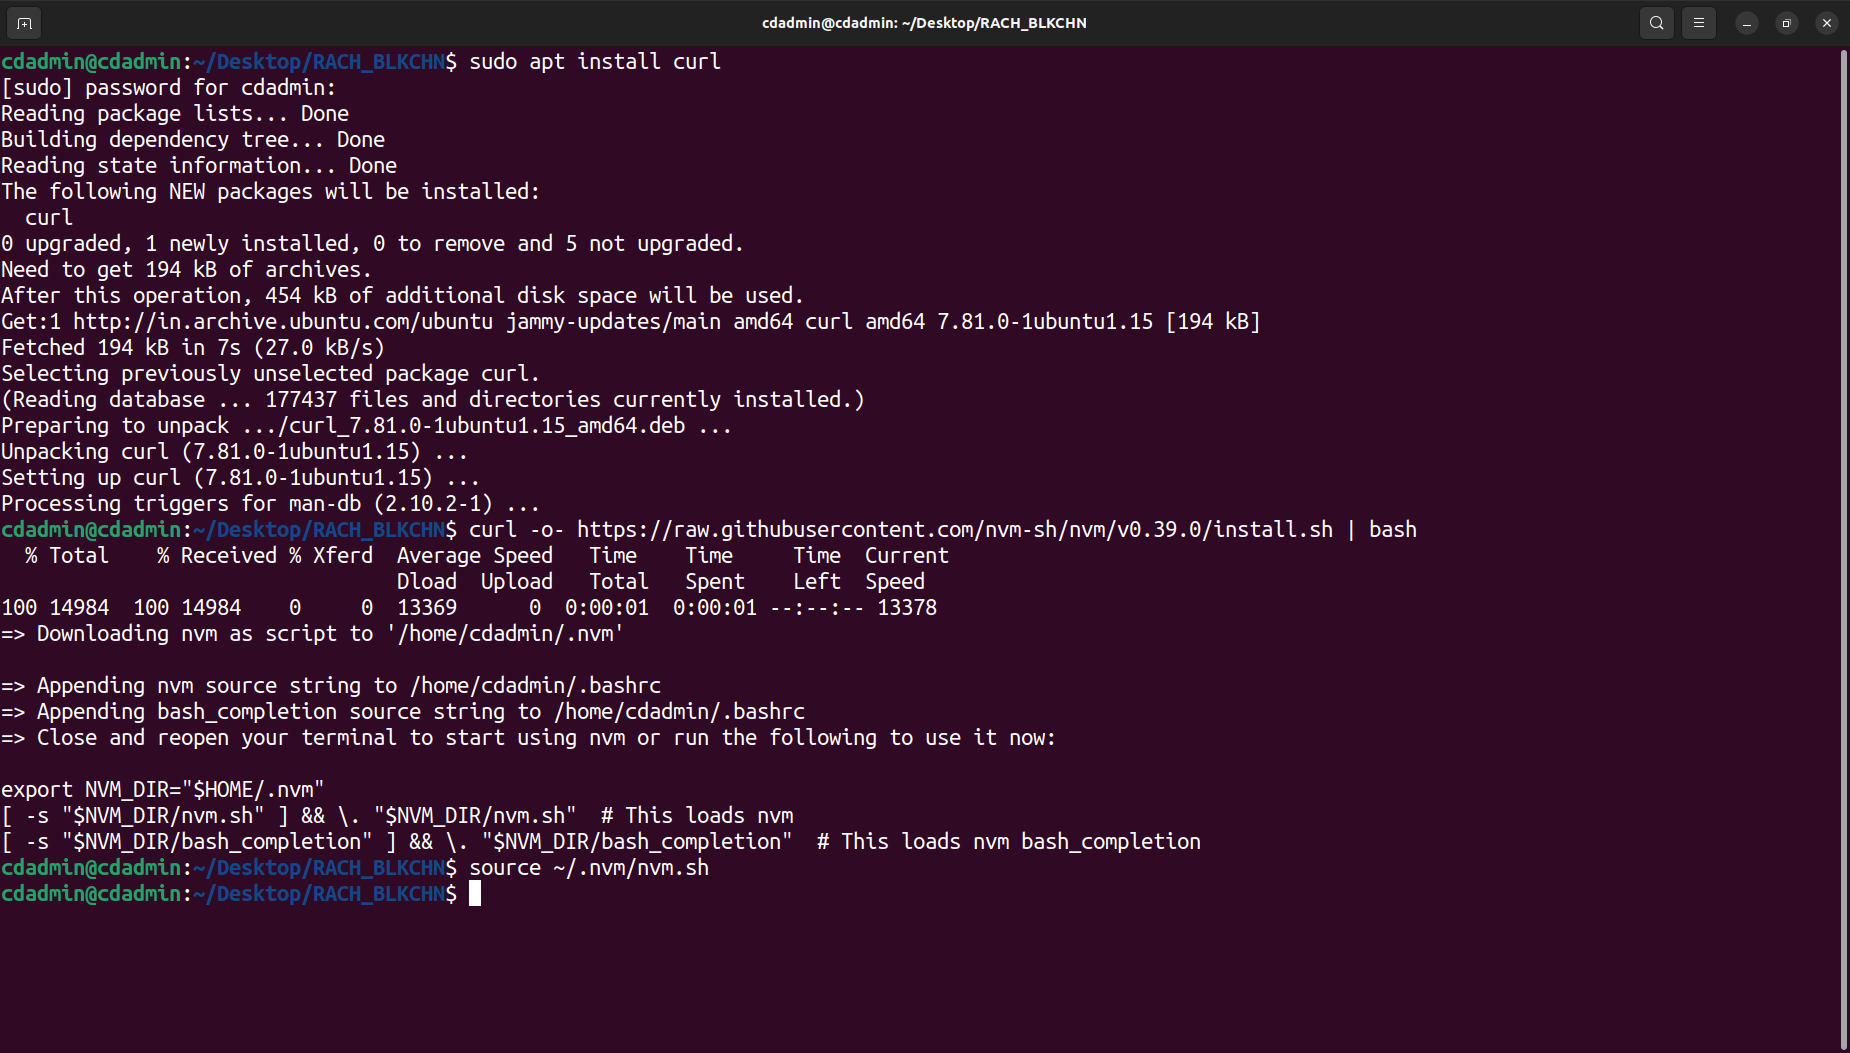 cdadmin@cdadmin: ~/Desktop/RACH_BLKCHN
cdadmin@cdadmin:~/Desktop/RACH_BLKCHN$ sudo apt install curl
[sudo] password for cdadmin:
Reading package lists... Done
Building dependency tree... Done
Reading state information... Done
The following NEW packages will be installed:
  curl
0 upgraded, 1 newly installed, 0 to remove and 5 not upgraded.
Need to get 194 kB of archives.
After this operation, 454 kB of additional disk space will be used.
Get:1 http://in.archive.ubuntu.com/ubuntu jammy-updates/main amd64 curl amd64 7.81.0-1ubuntu1.15 [194 kB]
Fetched 194 kB in 7s (27.0 kB/s)
Selecting previously unselected package curl.
(Reading database ... 177437 files and directories currently installed.)
Preparing to unpack .../curl_7.81.0-1ubuntu1.15_amd64.deb ...
Unpacking curl (7.81.0-1ubuntu1.15) ...
Setting up curl (7.81.0-1ubuntu1.15) ...
Processing triggers for man-db (2.10.2-1) ...
cdadmin@cdadmin:~/Desktop/RACH_BLKCHN$ curl -o- https://raw.githubusercontent.com/nvm-sh/nvm/v0.39.0/install.sh | bash
  % Total    % Received % Xferd  Average Speed   Time    Time     Time  Current
                                 Dload  Upload   Total   Spent    Left  Speed
100 14984  100 14984    0     0  13369      0  0:00:01  0:00:01 --:--:-- 13378
=> Downloading nvm as script to '/home/cdadmin/.nvm'

=> Appending nvm source string to /home/cdadmin/.bashrc
=> Appending bash_completion source string to /home/cdadmin/.bashrc
=> Close and reopen your terminal to start using nvm or run the following to use it now:

export NVM_DIR="$HOME/.nvm"
[ -s "$NVM_DIR/nvm.sh" ] && \. "$NVM_DIR/nvm.sh"  # This loads nvm
[ -s "$NVM_DIR/bash_completion" ] && \. "$NVM_DIR/bash_completion"  # This loads nvm bash_completion
cdadmin@cdadmin:~/Desktop/RACH_BLKCHN$ source ~/.nvm/nvm.sh
cdadmin@cdadmin:~/Desktop/RACH_BLKCHN$